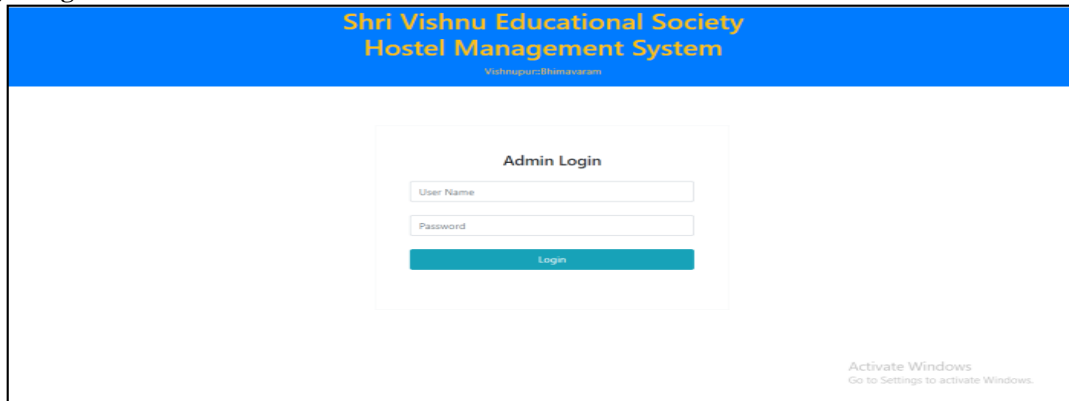 Shri Vishnu Educational Society
Hostel Management System
Vishnupur::Bhimavaram
Admin Login
User Name
Password
Login
Activate Windows
Go to Settings to activate Windows.